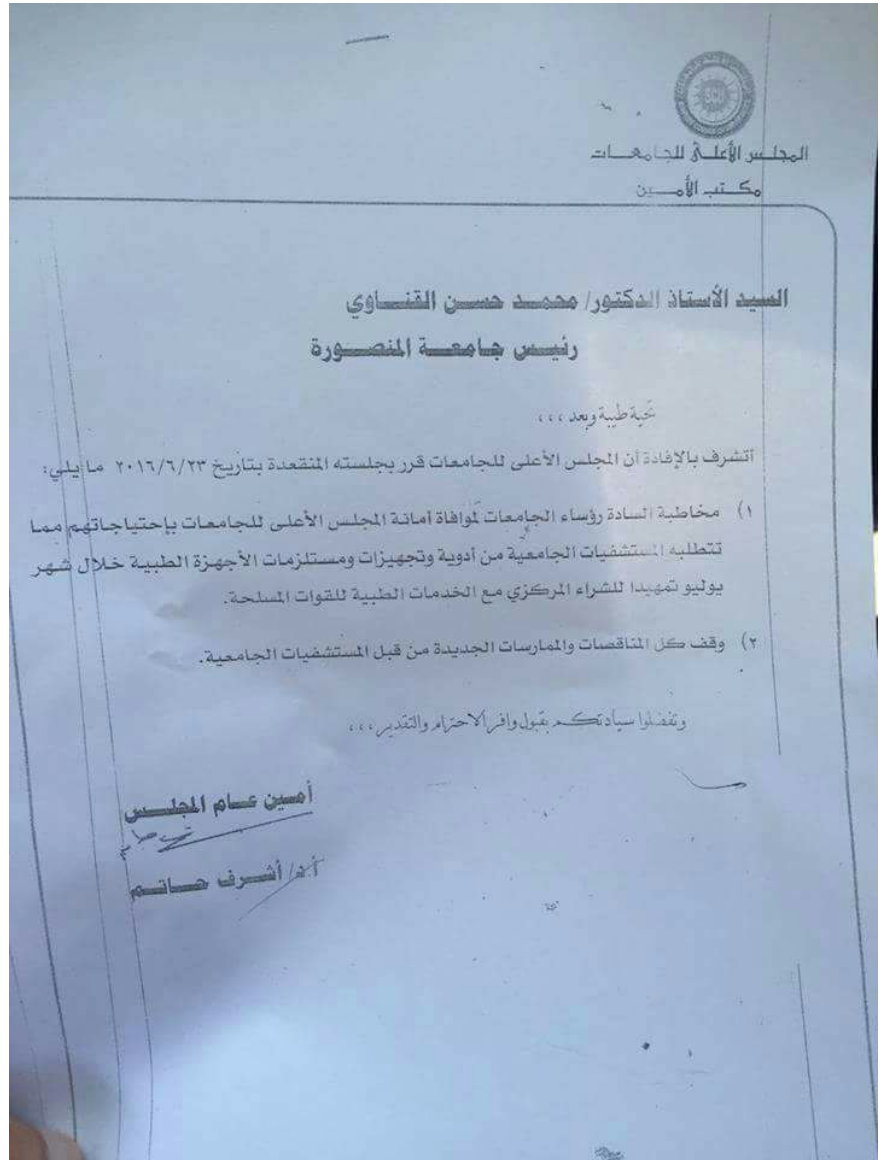 المجلس الأعلى للجامعات
مكتب الأمين
السيد الأستاذ الدكتور/ محمد حسن القناوي
رئيس جامعة المنصورة
تحية طيبة وبعد ،،،
أتشرف بالإفادة أن المجلس الأعلى للجامعات قرر بجلسته المنقعدة بتاريخ ٢٠١٦/٦/٢٣ ما يلي:
١) مخاطبة السادة رؤساء الجامعات لموافاة أمانة المجلس الأعلى للجامعات بإحتياجاتهم مما
تتطلبه المستشفيات الجامعية من أدوية وتجهيزات ومستلزمات الأجهزة الطبية خلال شهر
يوليو تمهيدا للشراء المركزي مع الخدمات الطبية للقوات المسلحة.
٢) وقف كل المناقصات والممارسات الجديدة من قبل المستشفيات الجامعية.
وتفضلوا سيادتكم بقبول وافر الاحترام والتقدير ،،،
أمين عام المجلس
أ.د/ أشرف حاتم